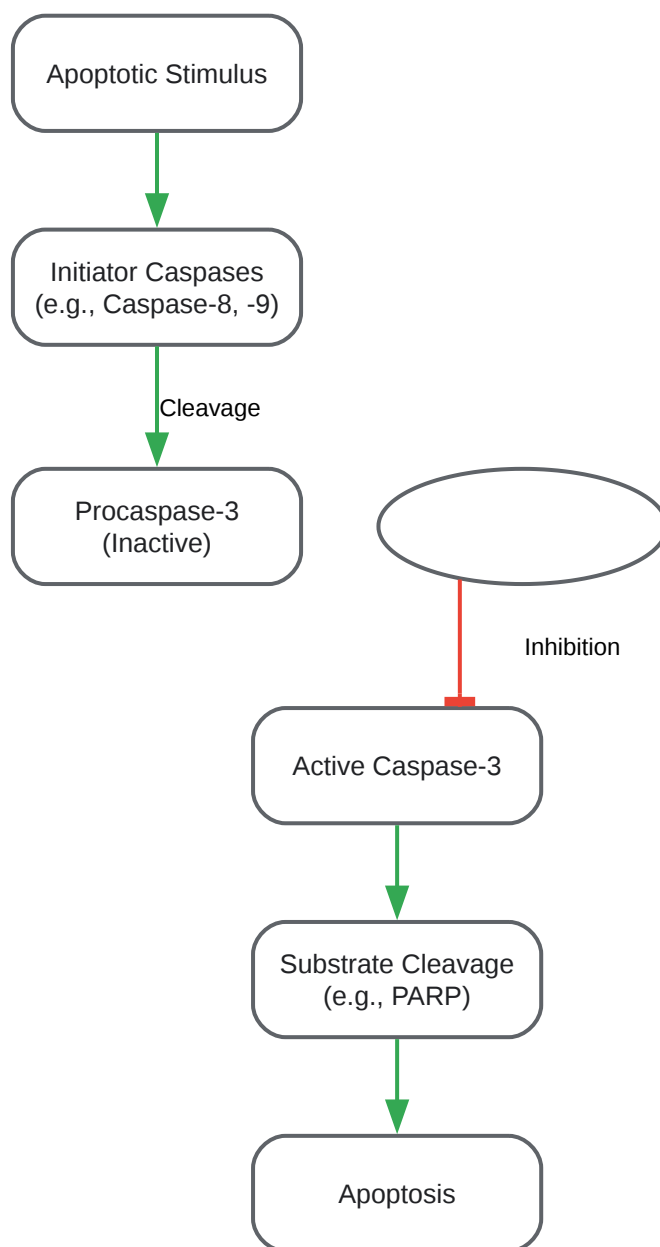 Apoptotic Stimulus
Initiator Caspases
(e.g., Caspase-8, -9)
Cleavage
Procaspase-3
(Inactive)
Inhibition
Active Caspase-3
Substrate Cleavage
(e.g., PARP)
Apoptosis